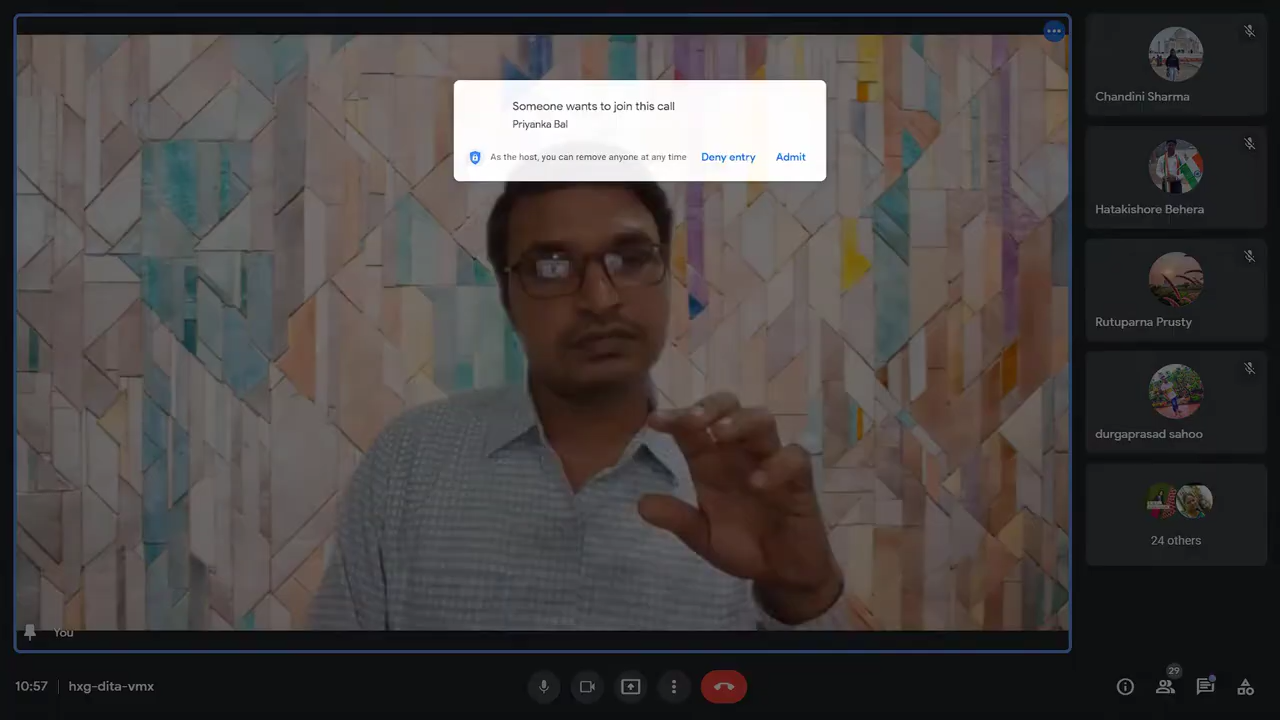 Someone wants to join this call
Priyanka Bal
As the host, you can remove anyone at any time
Deny entry
Admit
Chandini Sharma
Hatakishore Behera
Rutuparna Prusty
durgaprasad sahoo
24 others
You
10:57
hxg-dita-vmx
29